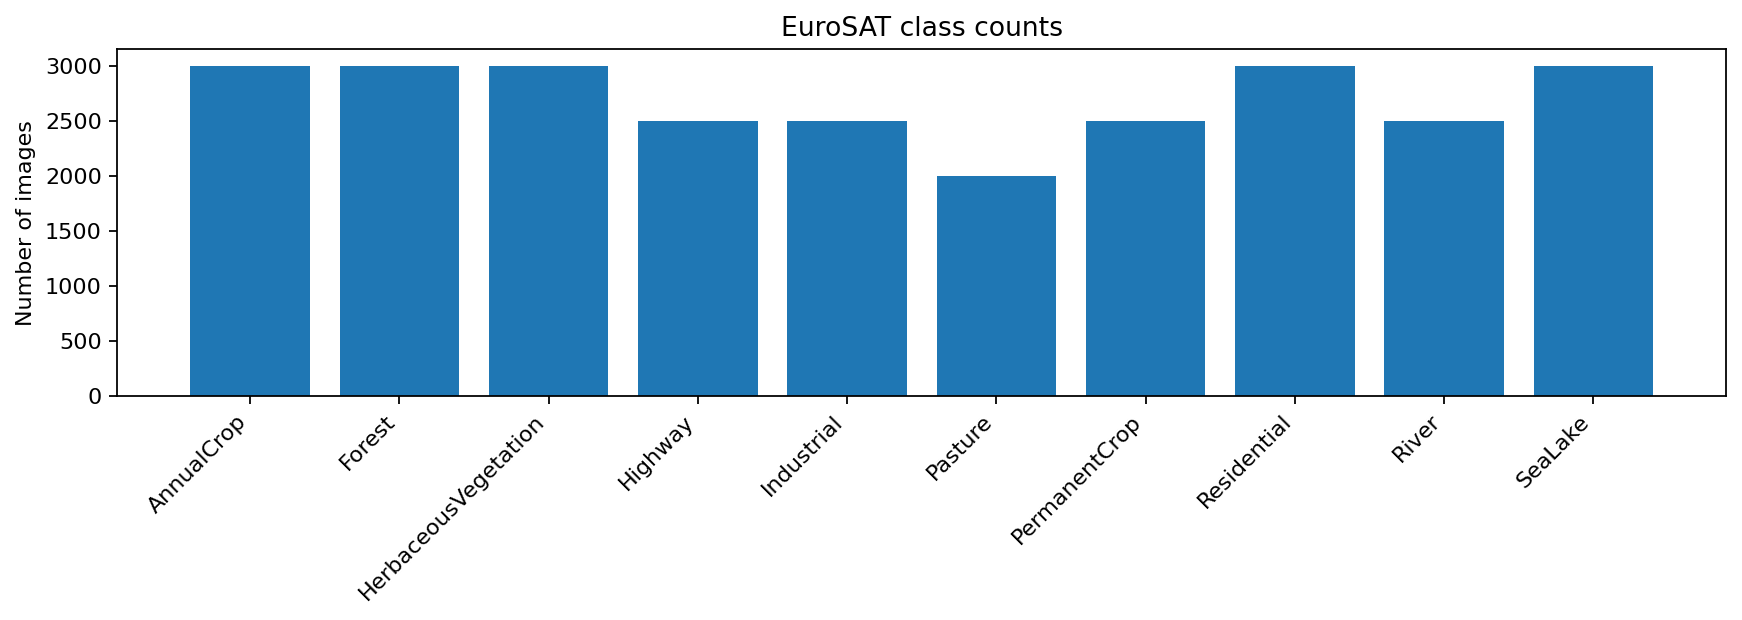 EuroSAT class counts
Number of images
3000
2500
2000
1500
1000
500
0
AnnualCrop
Forest
HerbaceousVegetation
Highway
Industrial
Pasture
PermanentCrop
Residential
River
SeaLake